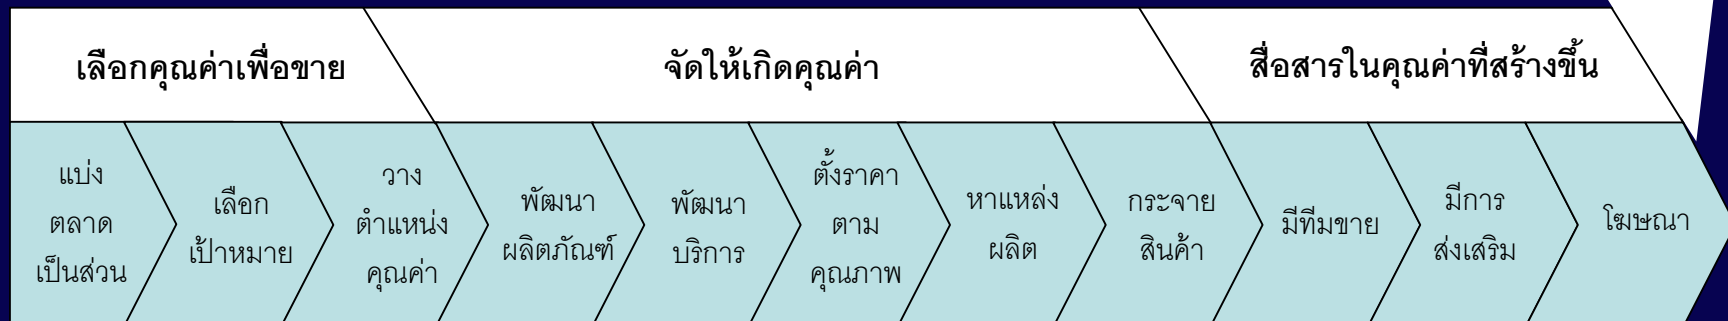 เลือกคุณค่าเพื่อขาย
จัดให้เกิดคุณค่า
สื่อสารในคุณค่าที่สร้างขึ้น
แบ่ง
ตลาด
เป็นส่วน
เลือก
เป้าหมาย
วาง
ตำแหน่ง
คุณค่า
พัฒนา
ผลิตภัณฑ์
พัฒนา
บริการ
ตั้งราคา
ตาม
คุณภาพ
หาแหล่ง
ผลิต
กระจาย
สินค้า
มีทีมขาย
มีการ
ส่งเสริม
โฆษณา